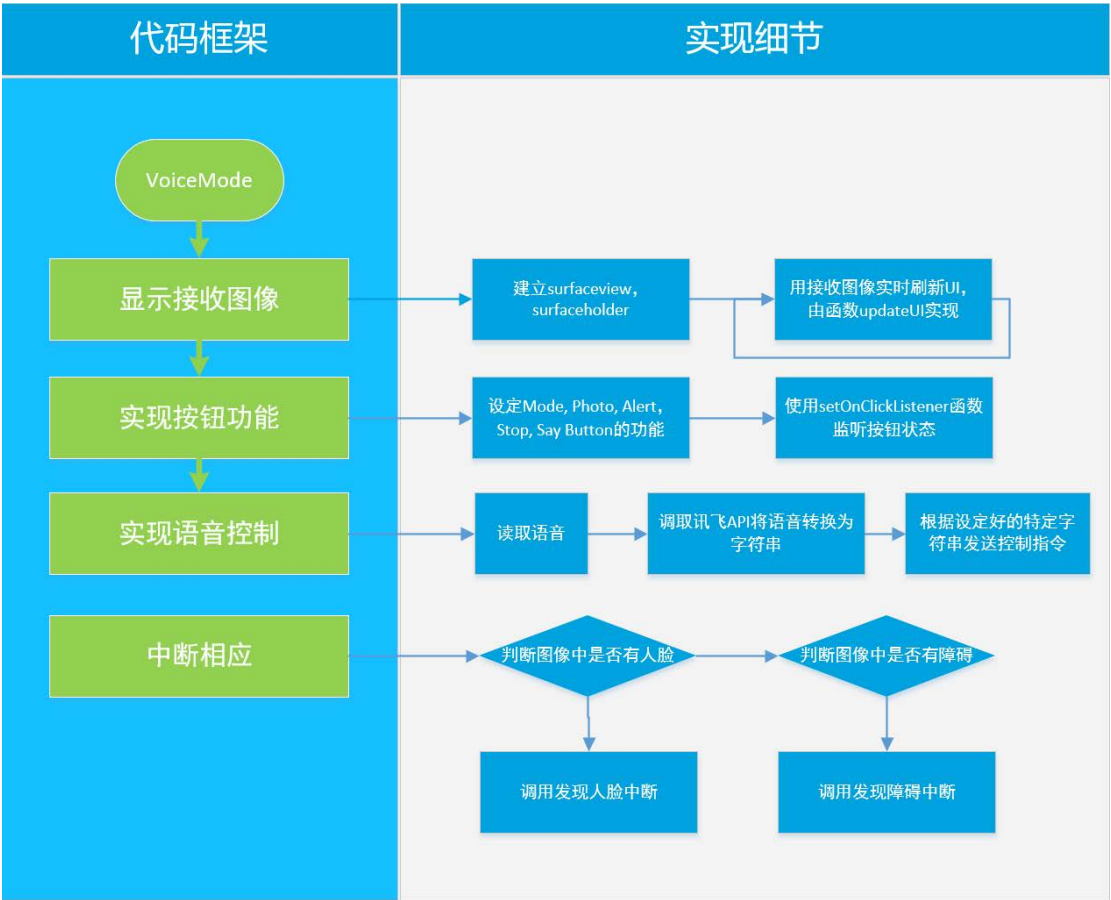 代码框架
实现细节
VoiceMode
显示接收图像
建立surfaceview，
surfaceholder
用接收图像实时刷新UI，
由函数updateUI实现
实现按钮功能
设定Mode, Photo, Alert，
Stop, Say Button的功能
使用setOnClickListener函数
监听按钮状态
实现语音控制
读取语音
调取讯飞API将语音转换为
字符串
根据设定好的特定字
符串发送控制指令
中断相应
判断图像中是否有人脸
判断图像中是否有障碍
调用发现人脸中断
调用发现障碍中断